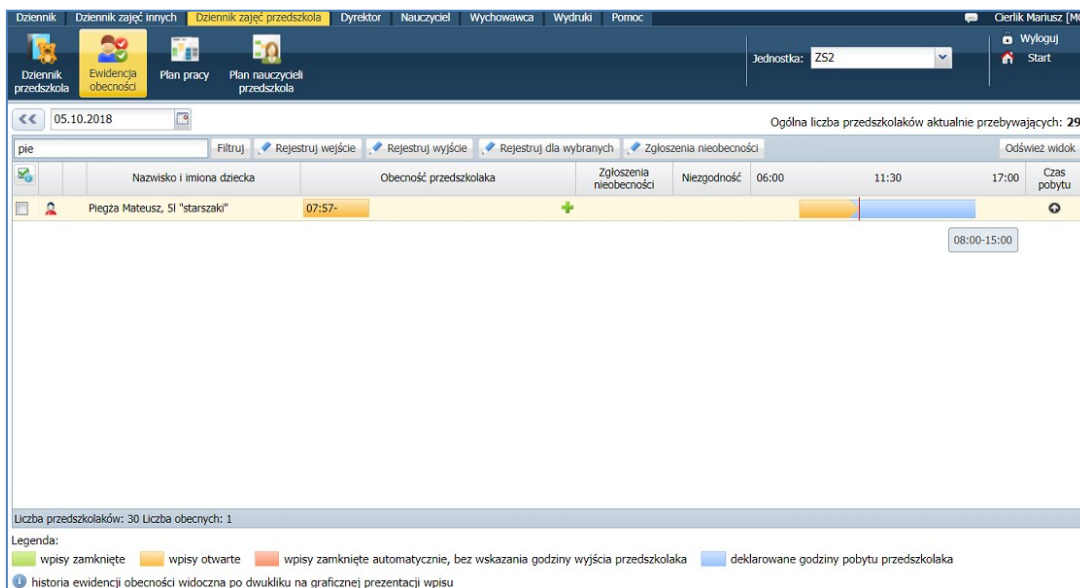 Dziennik Dziennik zajęć innych Dziennik zajęć przedszkola Dyrektor Nauczyciel Wychowawca Wydruki Pomoc Cierlik Mariusz
Wyloguj
Start
Dziennik przedszkola
Ewidencja obecności
Plan pracy
Plan nauczycieli przedszkola
Jednostka: ZS2
05.10.2018
Ogólna liczba przedszkolaków aktualnie przebywających: 29
pie Filtruj Rejestruj wejście Rejestruj wyjście Rejestruj dla wybranych Zgłoszenia nieobecności Odśwież widok
Nazwisko i imiona dziecka Obecność przedszkolaka Zgłoszenia nieobecności Niezgodność 06:00 11:30 17:00 Czas pobytu
Piegża Mateusz, 5l "starszaki" 07:57-
08:00-15:00
Liczba przedszkolaków: 30 Liczba obecnych: 1
Legenda:
wpisy zamknięte wpisy otwarte wpisy zamknięte automatycznie, bez wskazania godziny wyjścia przedszkolaka deklarowane godziny pobytu przedszkolaka
historia ewidencji obecności widoczna po dwukliku na graficznej prezentacji wpisu